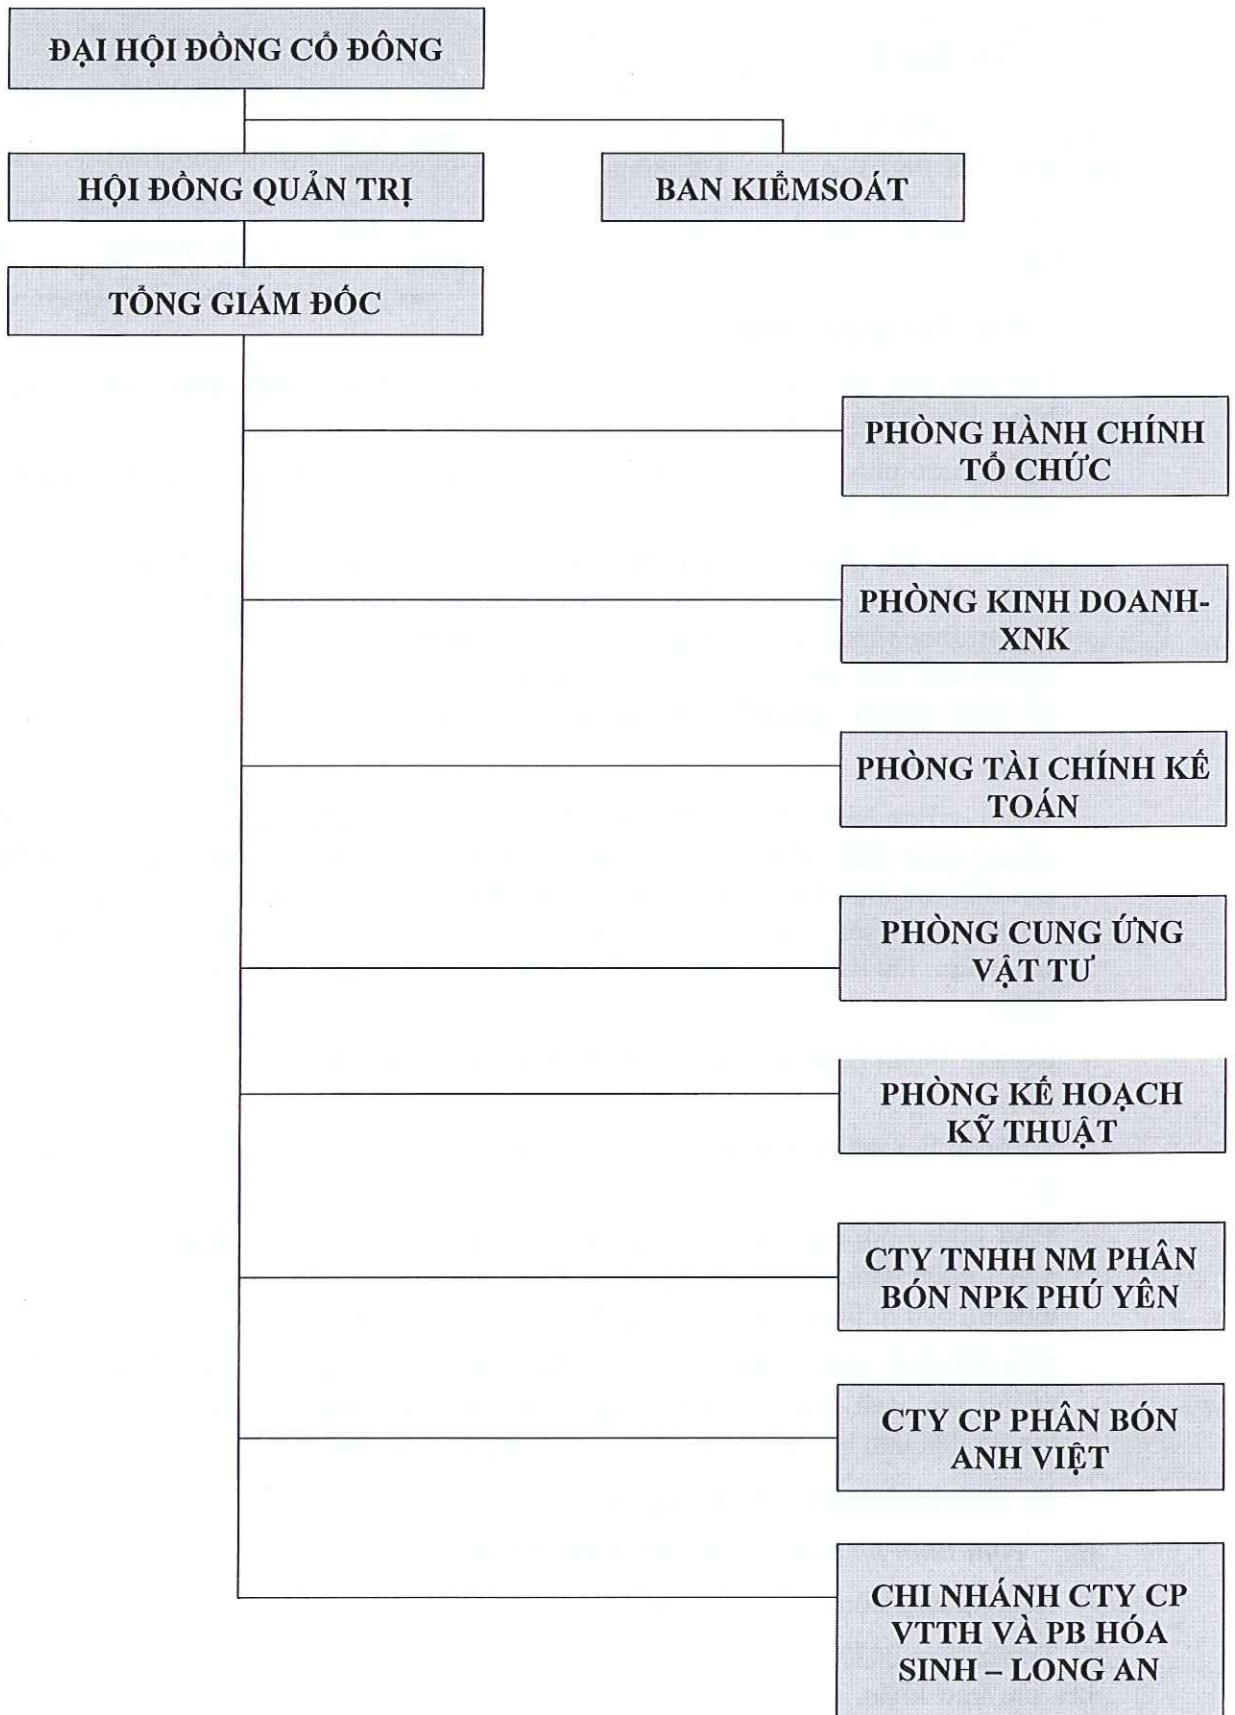 ĐẠI HỘI ĐỒNG CỔ ĐÔNG
HỘI ĐỒNG QUẢN TRỊ
BAN KIỂMSOÁT
TỔNG GIÁM ĐỐC
PHÒNG HÀNH CHÍNH
TỔ CHỨC
PHÒNG KINH DOANH-
XNK
PHÒNG TÀI CHÍNH KẾ
TOÁN
PHÒNG CUNG ỨNG
VẬT TƯ
PHÒNG KẾ HOẠCH
KỸ THUẬT
CTY TNHH NM PHÂN
BÓN NPK PHÚ YÊN
CTY CP PHÂN BÓN
ANH VIỆT
CHI NHÁNH CTY CP
VTTH VÀ PB HÓA
SINH – LONG AN